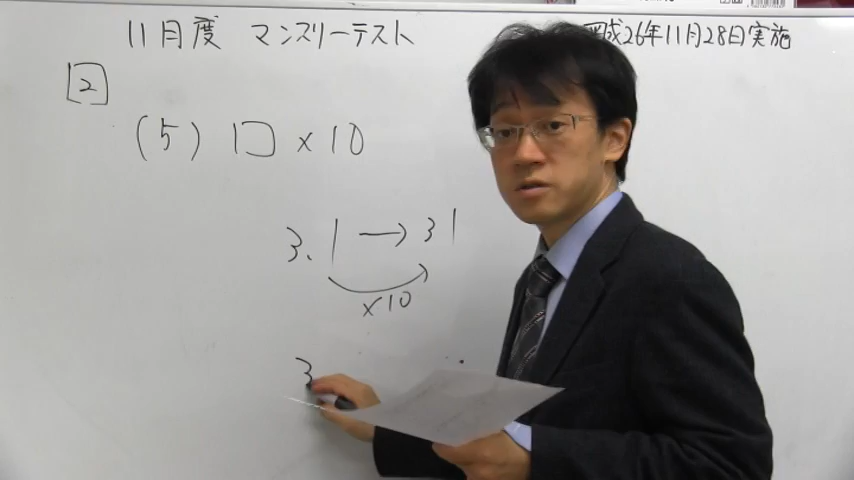 11月度 マンスリーテスト 平成26年11月28日実施
2
(5) 1□ × 10
3.1 → 31
×10
3